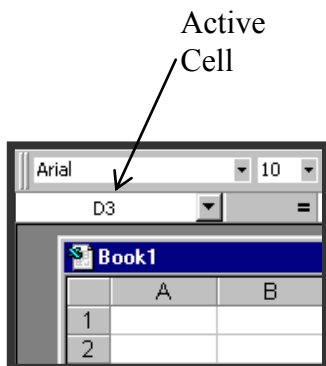 Active
Cell
Arial 10
D3 =
Book1
A B
1
2